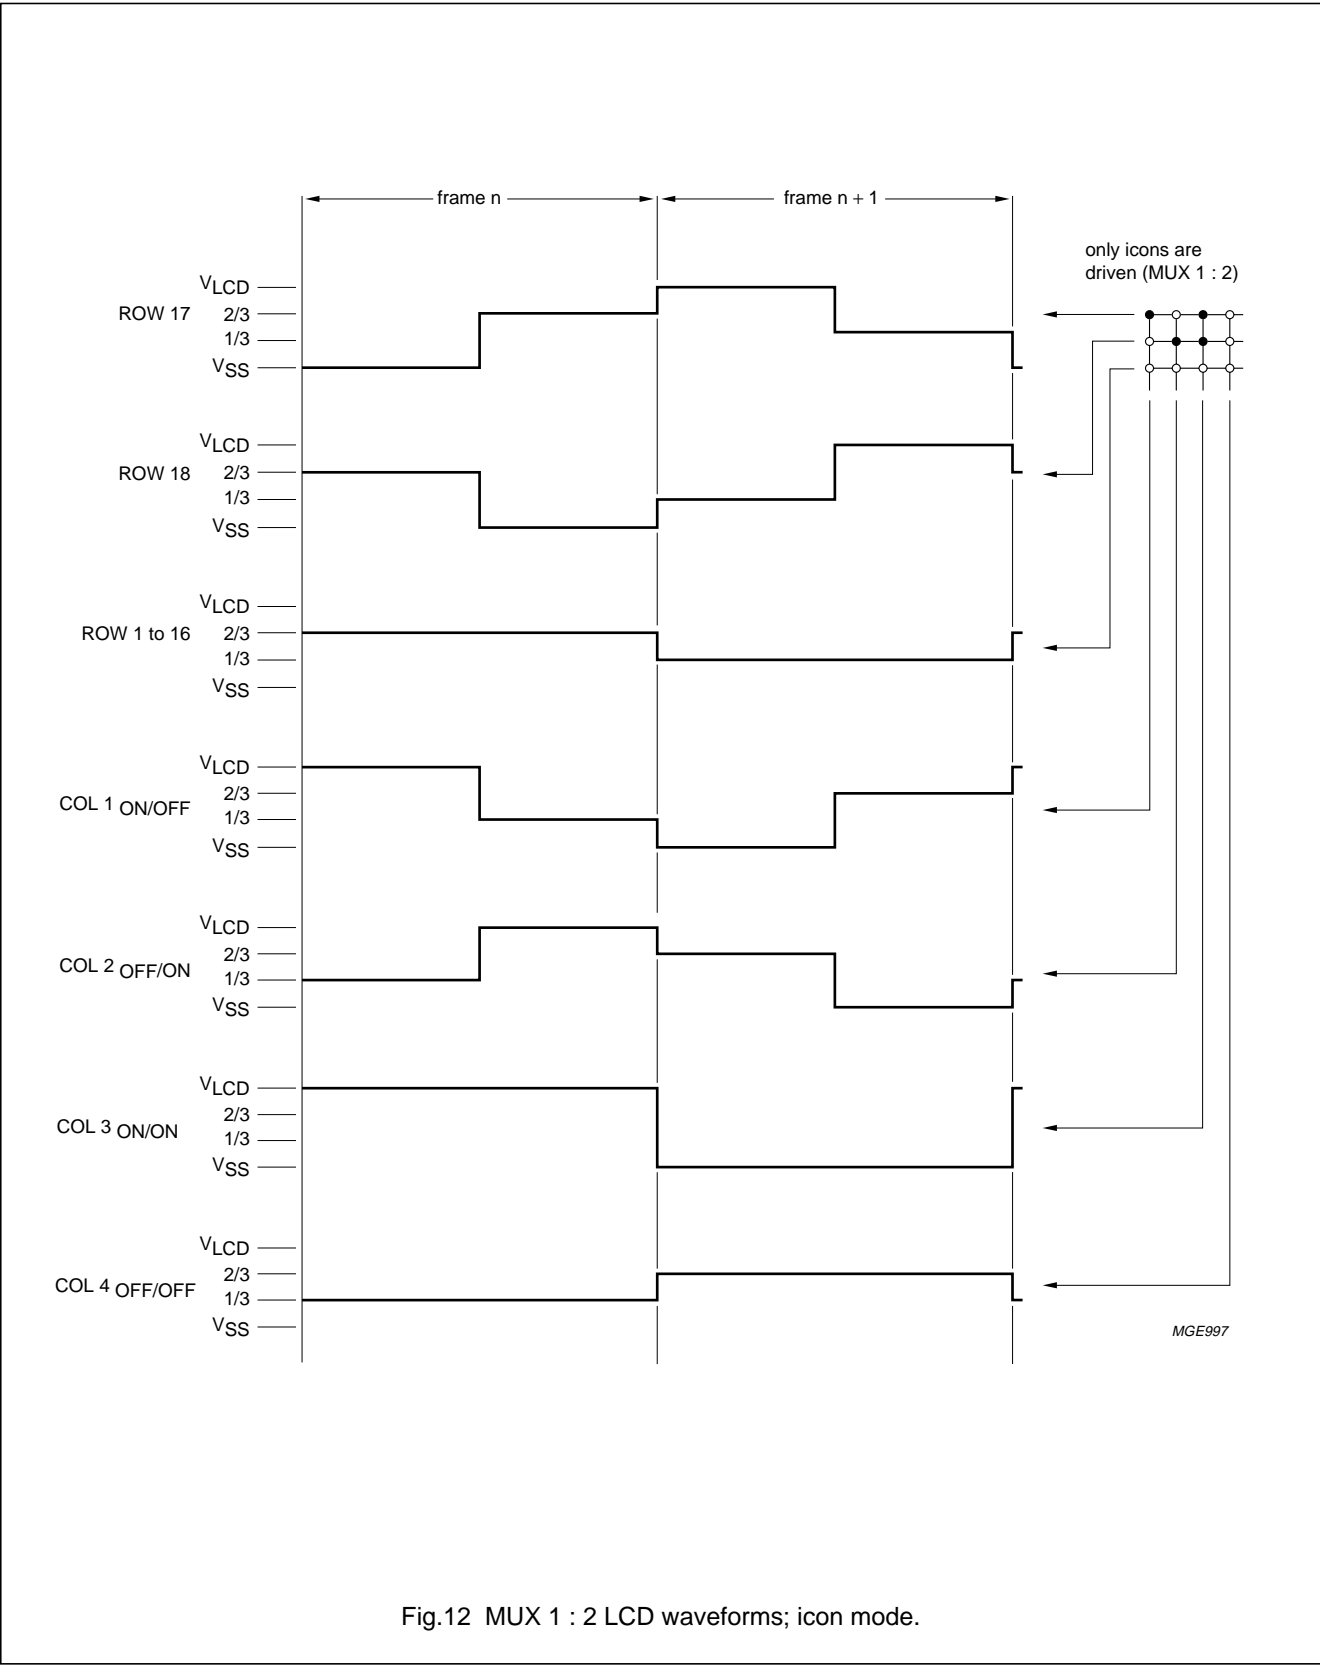 frame n
frame n + 1
only icons are
driven (MUX 1 : 2)
ROW 17
VLCD
2/3
1/3
VSS
ROW 18
VLCD
2/3
1/3
VSS
ROW 1 to 16
VLCD
2/3
1/3
VSS
COL 1 ON/OFF
VLCD
2/3
1/3
VSS
COL 2 OFF/ON
VLCD
2/3
1/3
VSS
COL 3 ON/ON
VLCD
2/3
1/3
VSS
COL 4 OFF/OFF
VLCD
2/3
1/3
VSS
MGE997
Fig.12 MUX 1 : 2 LCD waveforms; icon mode.